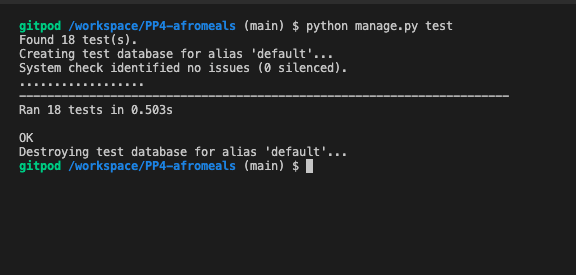 gitpod /workspace/PP4-afromeals (main) $ python manage.py test
Found 18 test(s).
Creating test database for alias 'default'...
System check identified no issues (0 silenced).
..................
----------------------------------------------------------------------
Ran 18 tests in 0.503s
OK
Destroying test database for alias 'default'...
gitpod /workspace/PP4-afromeals (main) $